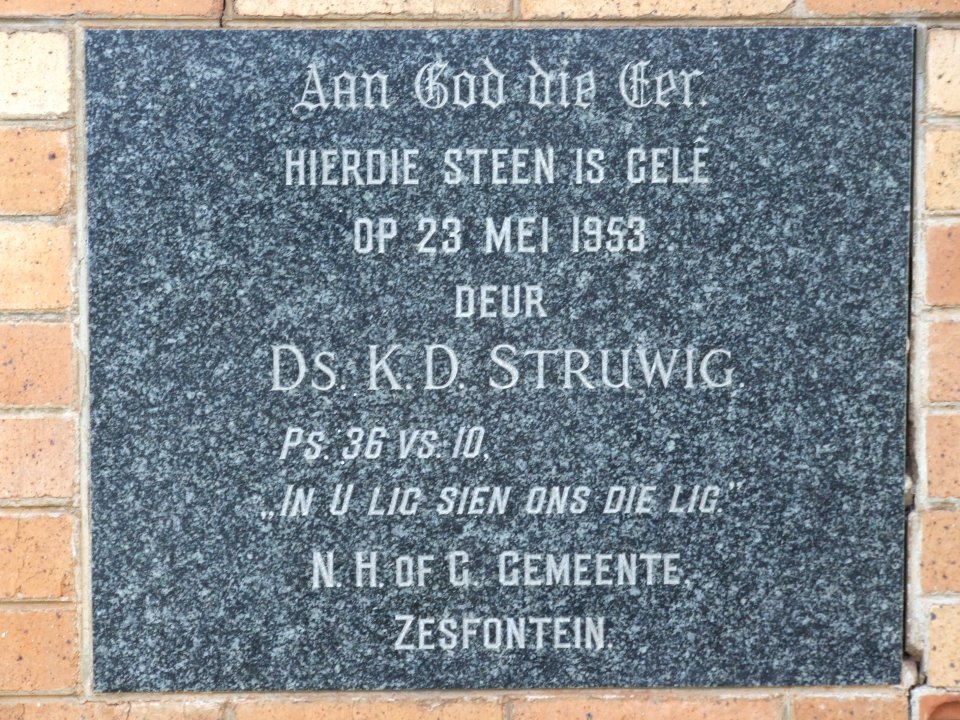 Aan God die Eer.
HIERDIE STEEN IS GELÊ
OP 23 MEI 1953
DEUR
DS. K. D. STRUWIG.
PS. 36 VS. 10.
„IN U LIG SIEN ONS DIE LIG.”
N. H. OF G. GEMEENTE,
ZESFONTEIN.